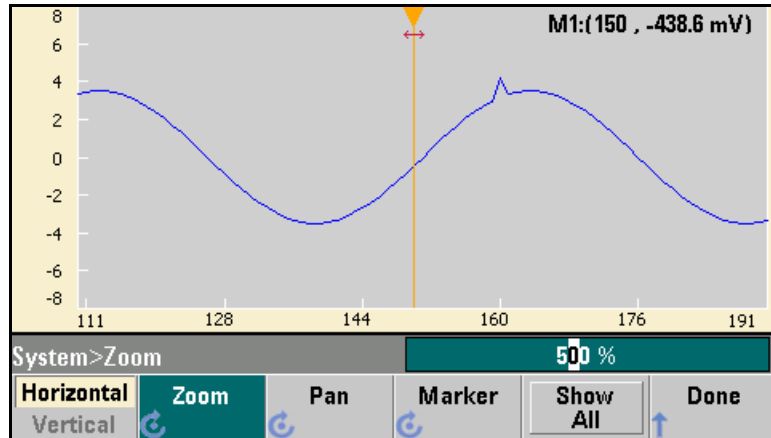 8
M1:(150 , -438.6 mV)
6
4
2
0
-2
-4
-6
-8
111 128 144 160 176 191
System>Zoom 500 %
Horizontal Zoom Pan Marker Show All Done
Vertical